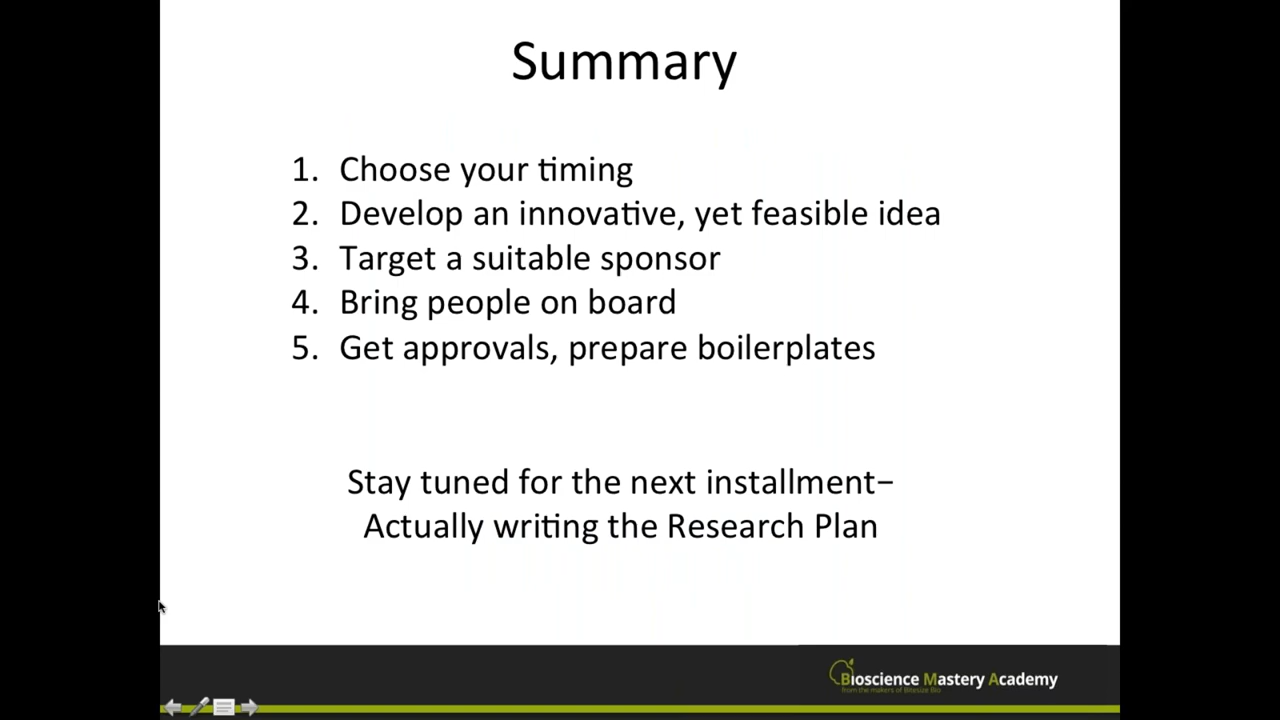 Summary
1. Choose your timing
2. Develop an innovative, yet feasible idea
3. Target a suitable sponsor
4. Bring people on board
5. Get approvals, prepare boilerplates
Stay tuned for the next installment–
Actually writing the Research Plan
Bioscience Mastery Academy
from the makers of Bitesize Bio